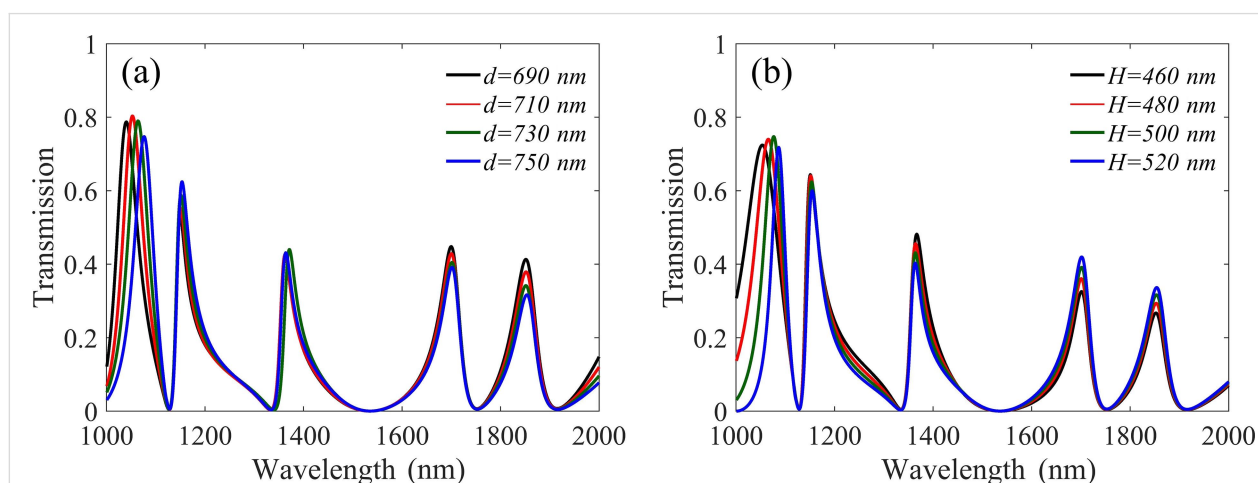 (a)
d=690 nm
d=710 nm
d=730 nm
d=750 nm
Transmission
1
0.8
0.6
0.4
0.2
0
1000 1200 1400 1600 1800 2000
Wavelength (nm)
(b)
H=460 nm
H=480 nm
H=500 nm
H=520 nm
Transmission
1
0.8
0.6
0.4
0.2
0
1000 1200 1400 1600 1800 2000
Wavelength (nm)